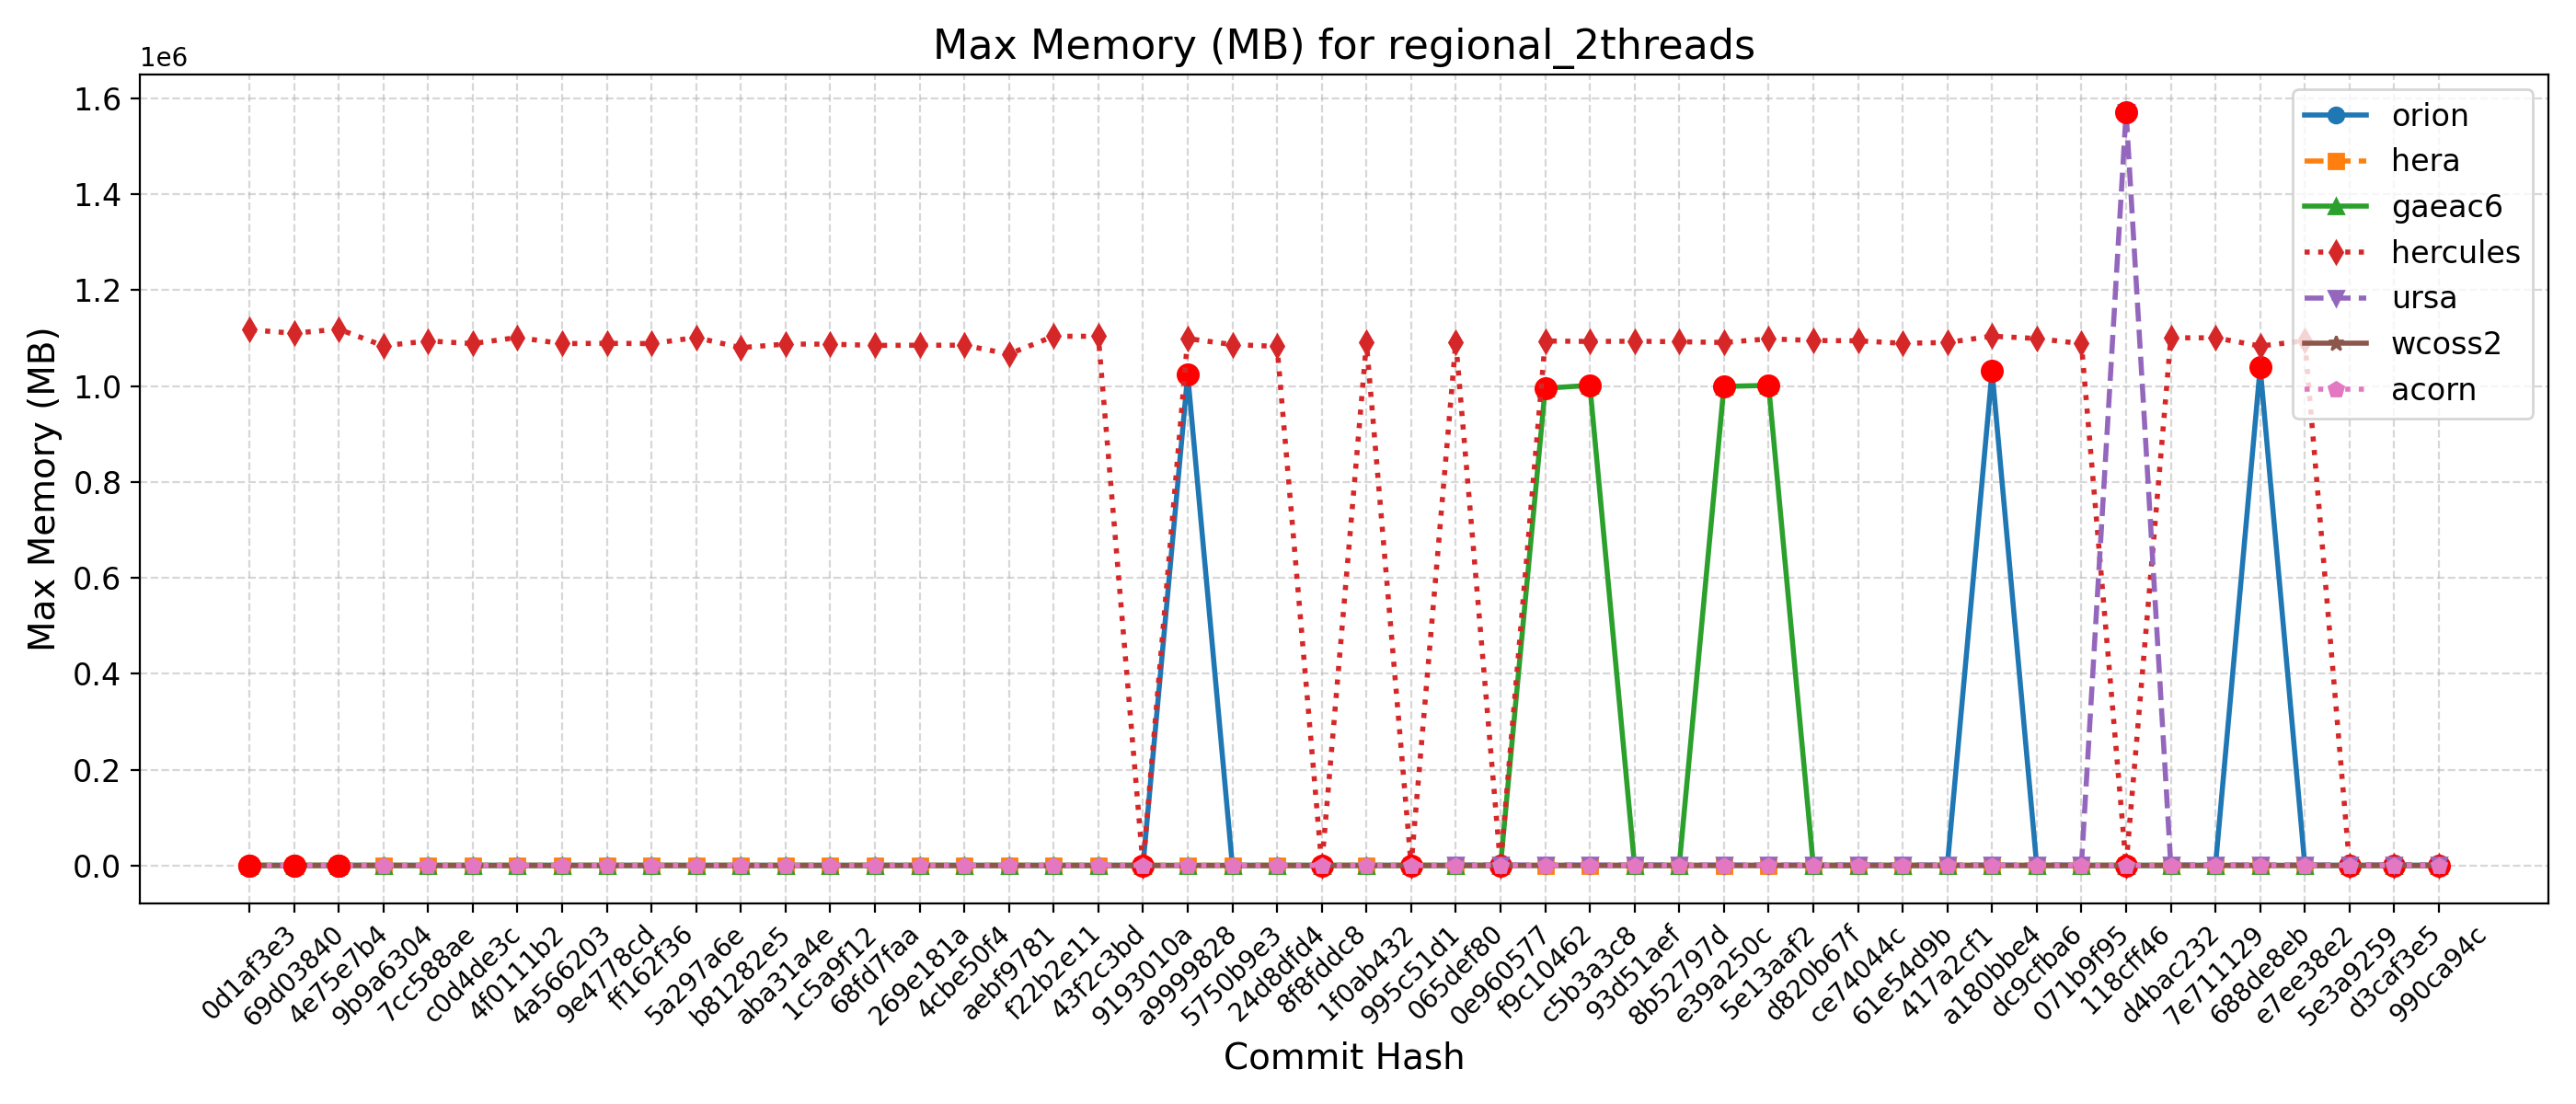 Max Memory (MB) for regional_2threads
1e6
1.6
1.4
1.2
1.0
0.8
0.6
0.4
0.2
0.0
Max Memory (MB)
orion
hera
gaeac6
hercules
ursa
wcoss2
acorn
0d1af3e3
69d03840
4e75e7b4
9b9a6304
7cc588ae
c0d4de3c
4f0111b2
4a566203
9e4778cd
ff162f36
5a297a6e
b81282e5
aba31a4e
1c5a9f12
68fd7faa
269e181a
4cbe50f4
aebf9781
f22b2e11
43f2c3bd
9193010a
a9999828
5750b9e3
24d8dfd4
8f8fddc8
1f0ab432
995c51d1
065def80
0e960577
f9c10462
c5b3a3c8
93d51aef
8b52797d
e39a250c
5e13aaf2
d820b67f
ce74044c
61e54d9b
417a2cf1
a180bbe4
dc9cfba6
071b9f95
118cff46
d4bac232
7e711129
688de8eb
e7ee38e2
5e3a9259
d3caf3e5
990ca94c
Commit Hash